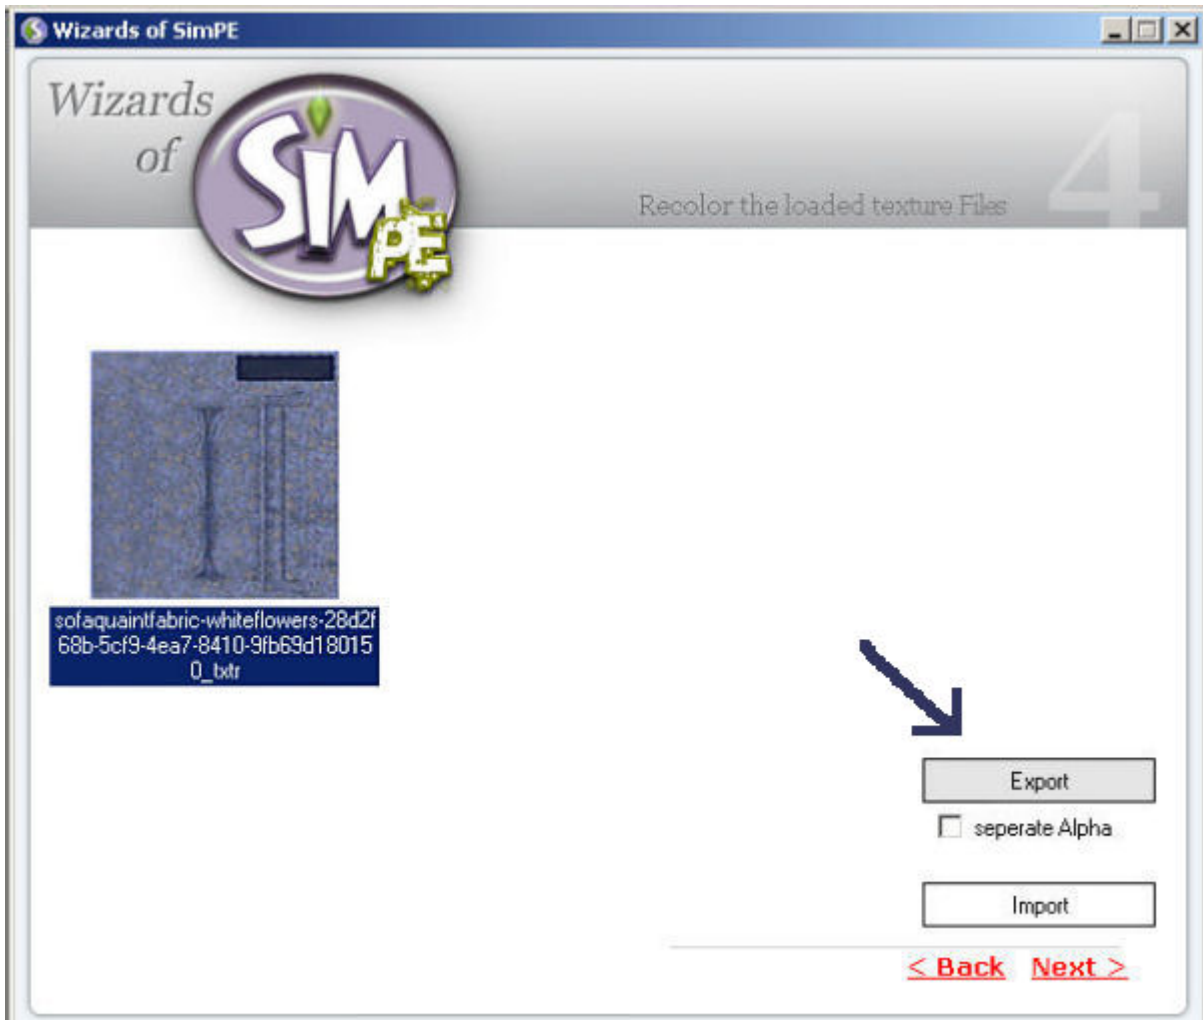 Wizards of SimPE
Wizards
of
SiM
PE
4
Recolor the loaded texture Files
sofaquaintfabric-whiteflowers-28d2f
68b-5cf9-4ea7-8410-9fb69d18015
0_txtr
Export
seperate Alpha
Import
< Back Next >